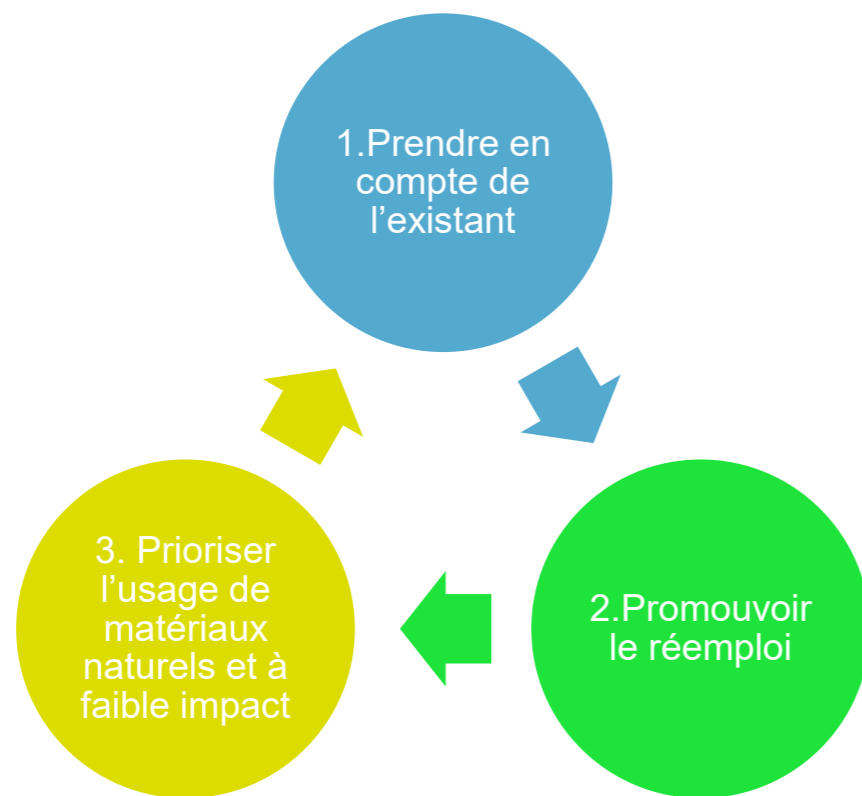 1.Prendre en
compte de
l’existant
2.Promouvoir
le réemploi
3. Prioriser
l’usage de
matériaux
naturels et à
faible impact